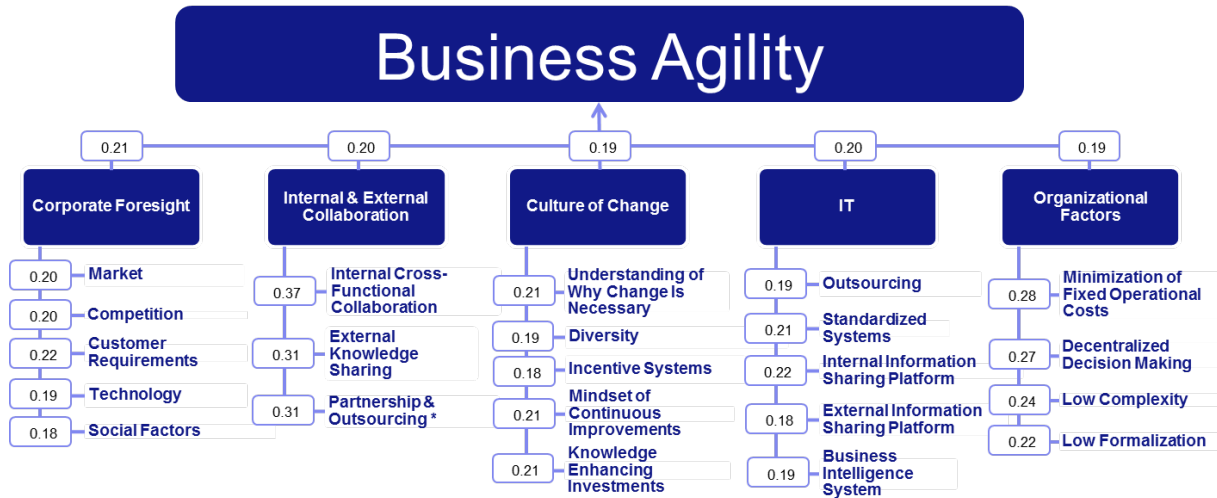 Business Agility
0.21
0.20
0.19
0.20
0.19
Corporate Foresight
0.20
Market
0.20
Competition
0.22
Customer
Requirements
0.19
Technology
0.18
Social Factors
Internal & External
Collaboration
0.37
Internal Cross-
Functional
Collaboration
0.31
External
Knowledge
Sharing
0.31
Partnership &
Outsourcing *
Culture of Change
0.21
Understanding of
Why Change Is
Necessary
0.19
Diversity
0.18
Incentive Systems
0.21
Mindset of
Continuous
Improvements
0.21
Knowledge
Enhancing
Investments
IT
0.19
Outsourcing
0.21
Standardized
Systems
0.22
Internal Information
Sharing Platform
0.18
External Information
Sharing Platform
0.19
Business
Intelligence
System
Organizational
Factors
0.28
Minimization of
Fixed Operational
Costs
0.27
Decentralized
Decision Making
0.24
Low Complexity
0.22
Low Formalization